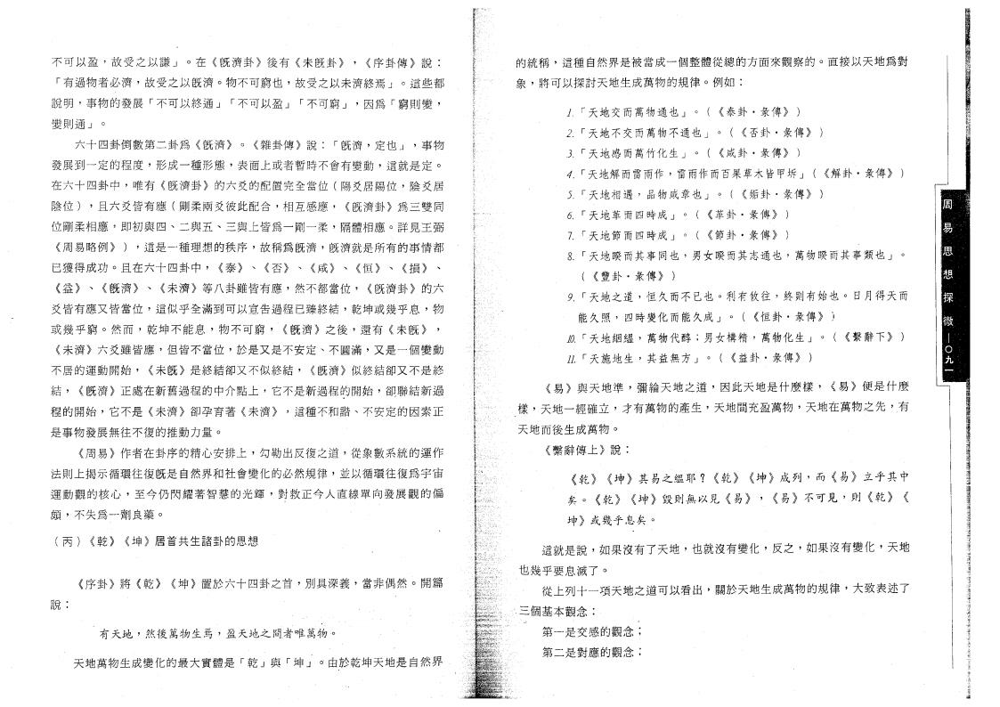 不可以盈，故受之以謙」。在《旣濟卦》後有《未旣卦》，《序卦傳》說：
「有過物者必濟，故受之以旣濟。物不可窮也，故受之以未濟終焉」。這些都
說明，事物的發展「不可以終通」「不可以盈」「不可窮」，因爲「窮則變，
變則通」。
六十四卦倒數第二卦爲《旣濟》。《雜卦傳》說：「旣濟，定也」，事物
發展到一定的程度，形成一種形態，表面上或者暫時不會有變動，這就是定。
在六十四卦中，唯有《旣濟卦》的六爻的配置完全當位（陽爻居陽位，陰爻居
陰位），且六爻皆有應（剛柔兩爻彼此配合，相互感應，《旣濟卦》爲三雙同
位剛柔相應，即初與四、二與五、三與上皆爲一剛一柔，隔體相應。詳見王弼
《周易略例》），這是一種理想的秩序，故稱爲旣濟，旣濟就是所有的事情都
已獲得成功。且在六十四卦中，《泰》、《否》、《咸》、《恒》、《損》、
《益》、《旣濟》、《未濟》等八卦雖皆有應，然不都當位，《旣濟卦》的六
爻皆有應又皆當位，這似乎全滿到可以宣告過程已臻終結，乾坤或幾乎息，物
或幾乎窮。然而，乾坤不能息，物不可窮，《旣濟》之後，還有《未旣》，
《未濟》六爻雖皆應，但皆不當位，於是又是不安定、不圓滿，又是一個變動
不居的運動開始，《未旣》是終結卻又不似終結，《旣濟》似終結卻又不是終
結，《旣濟》正處在新舊過程的中介點上，它不是新過程的開始，卻聯結新過
程的開始，它不是《未濟》卻孕育著《未濟》，這種不和諧、不安定的因素正
是事物發展無往不復的推動力量。
《周易》作者在卦序的精心安排上，勾勒出反復之道，從象數系統的運作
法則上揭示循環往復旣是自然界和社會變化的必然規律，並以循環往復爲宇宙
運動觀的核心，至今仍閃耀著智慧的光輝，對救正今人直線單向發展觀的偏
頗，不失爲一劑良藥。
（丙）《乾》《坤》居首共生諸卦的思想
《序卦》將《乾》《坤》置於六十四卦之首，別具深義，當非偶然。開篇
說：
有天地，然後萬物生焉，盈天地之間者唯萬物。
天地萬物生成變化的最大實體是「乾」與「坤」。由於乾坤天地是自然界
的統稱，這種自然界是被當成一個整體從總的方面來觀察的。直接以天地爲對
象，將可以探討天地生成萬物的規律。例如：
1.「天地交而萬物通也」。（《泰卦・彖傳》）
2.「天地不交而萬物不通也」。（《否卦・彖傳》）
3.「天地感而萬竹化生」。（《咸卦・彖傳》）
4.「天地解而雷雨作，雷雨作而百果草木皆甲坼」（《解卦・彖傳》）
5.「天地相遇，品物咸章也」。（《姤卦・彖傳》）
6.「天地革而四時成」。（《革卦・彖傳》）
7.「天地節而四時成」。（《節卦・彖傳》）
8.「暌而其事同也，男女暌而其志通也，萬物暌而其事類也」。
（《豐卦・彖傳》）
9.「天地之道，恒久而不已也。利有攸往，終則有始也。日月得天而
能久照，四時變化而能久成」。（《恒卦・彖傳》）
10.「天地絪縕，萬物代醇；男女構精，萬物化生」。（《繫辭下》）
11.「天施地生，其益無方」。（《益卦・彖傳》）
《易》與天地準，彌綸天地之道，因此天地是什麼樣，《易》便是什麼
樣，天地一經確立，才有萬物的產生，天地間充盈萬物，天地在萬物之先，有
天地而後生成萬物。
《繫辭傳上》說：
《乾》《坤》其易之縕耶？《乾》《坤》成列，而《易》立乎其中
矣。《乾》《坤》毀則無以見《易》，《易》不可見，則《乾》《
坤》或幾乎息矣。
這就是說，如果沒有了天地，也就沒有變化，反之，如果沒有變化，天地
也幾乎要息滅了。
從上列十一項天地之道可以看出，關於天地生成萬物的規律，大致表述了
三個基本觀念：
第一是交感的觀念；
第二是對應的觀念；
周易思想探微—〇九一